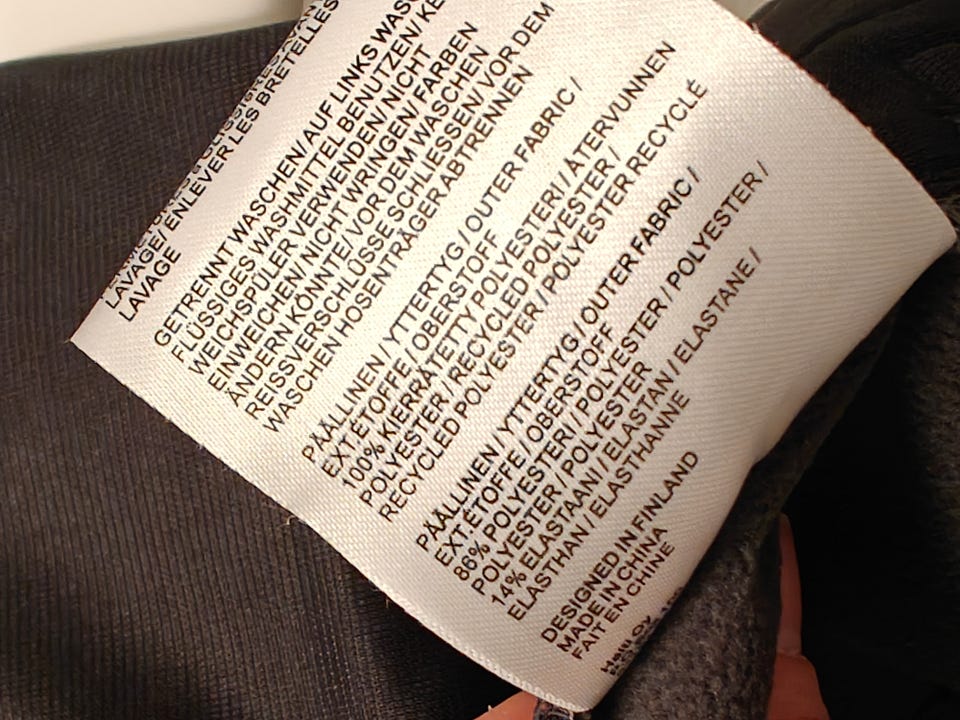 LAVAGE/ ENLEVER LES BRETELLES
LAVAGE
GETRENNT WASCHEN/ AUF LINKS
FLÜSSIGES WASHMITTEL BENUTZEN/
WEICHSPÜLER VERWENDEN/ NICHT
EINWEICHEN/ NICHT WRINGEN/ FARBEN
ÄNDERN KÖNNTE/ VOR DEM WASCHEN
REISSVERSCHLÜSSE SCHLIESSEN/ VOR DEM
WASCHEN HOSENTRÄGER ABTRENNEN
PÄÄLLINEN / YTTERTYG / OUTER FABRIC /
EXT.ÉTOFFE / OBERSTOFF
100% KIERRÄTETTY POLYESTERI / ÅTERVUNNEN
POLYESTER / RECYCLED POLYESTER /
RECYCLED POLYESTER / POLYESTER RECYCLÉ
PÄÄLLINEN / YTTERTYG / OUTER FABRIC /
EXT.ÉTOFFE / OBERSTOFF
86% POLYESTERI / POLYESTER / POLYESTER /
POLYESTER / POLYESTER
14% ELASTAANI / ELASTAN / ELASTANE /
ELASTHAN / ELASTHANNE
DESIGNED IN FINLAND
MADE IN CHINA
FAIT EN CHINE